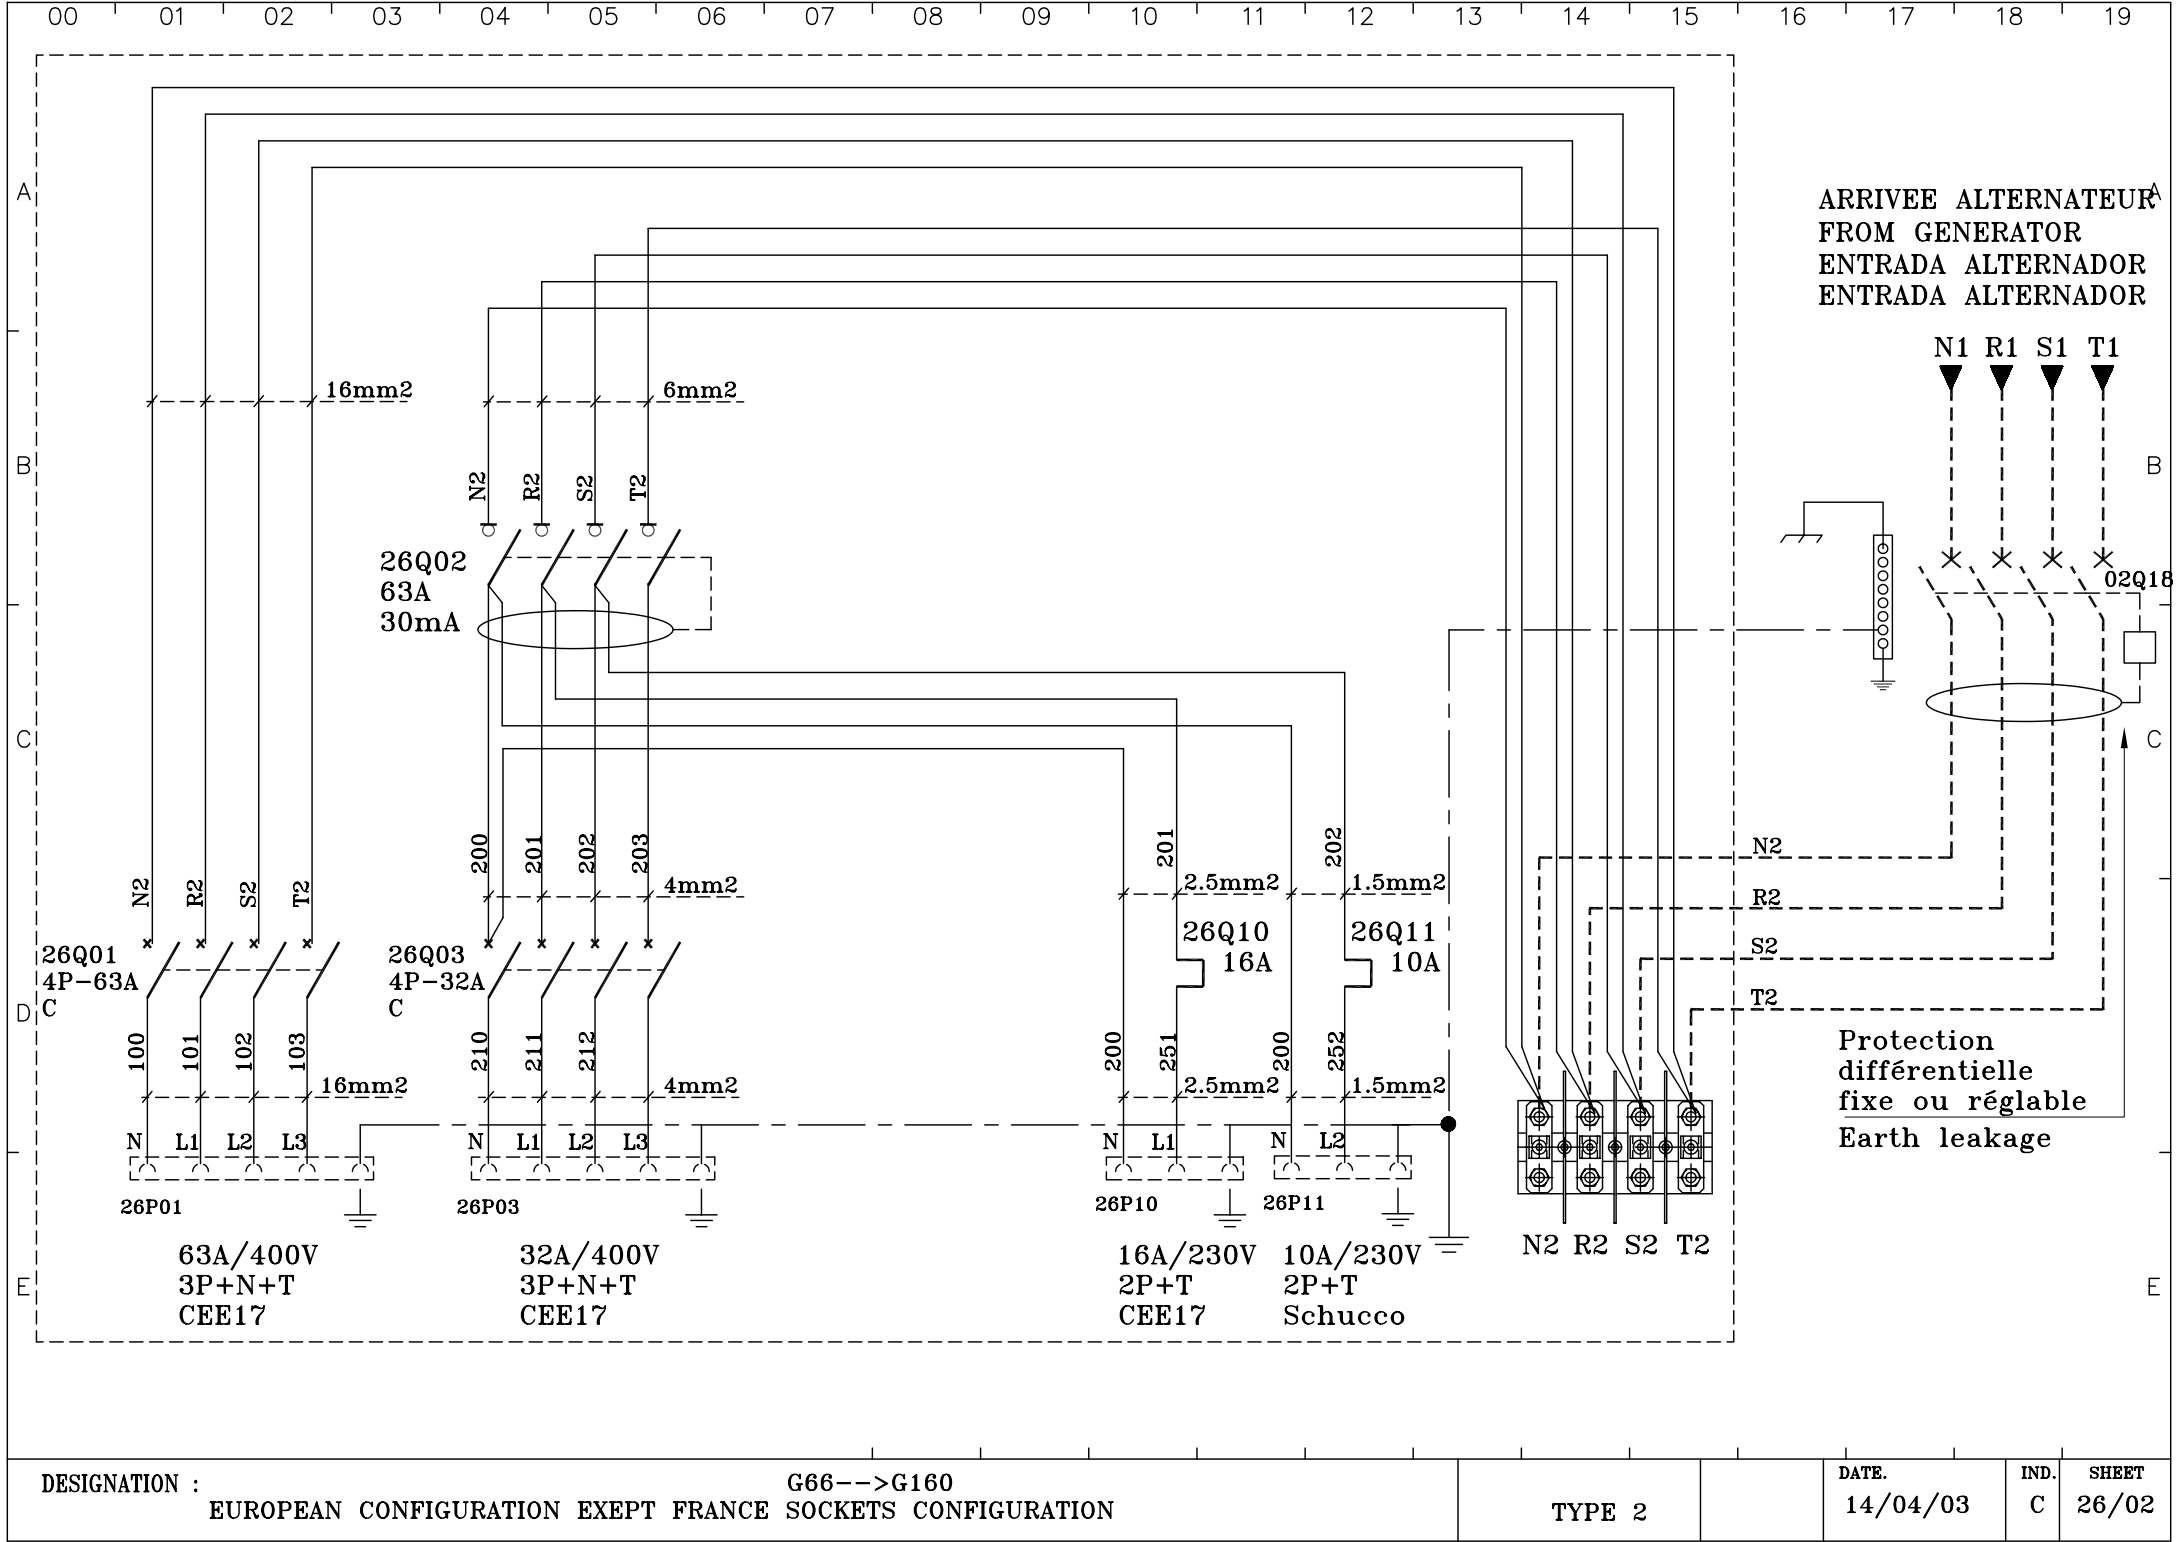 00 01 02 03 04 05 06 07 08 09 10 11 12 13 14 15 16 17 18 19
A
A
ARRIVEE ALTERNATEUR
FROM GENERATOR
ENTRADA ALTERNADOR
ENTRADA ALTERNADOR
N1 R1 S1 T1
16mm2
6mm2
B
B
N2 R2 S2 T2
26Q02
63A
30mA
02Q18
C
C
200 201 202 203
201
202
4mm2
2.5mm2
1.5mm2
N2
R2
S2
T2
N2 R2 S2 T2
26Q01
4P-63A
C
26Q03
4P-32A
C
26Q10
16A
26Q11
10A
D
100 101 102 103
210 211 212
200 251
200 252
16mm2
4mm2
2.5mm2
1.5mm2
Protection
différentielle
fixe ou réglable
Earth leakage
N L1 L2 L3
N L1 L2 L3
N L1
N L2
26P01
26P03
26P10
26P11
N2 R2 S2 T2
63A/400V
3P+N+T
CEE17
32A/400V
3P+N+T
CEE17
16A/230V
2P+T
CEE17
10A/230V
2P+T
Schucco
E
E
DESIGNATION :
G66-->G160
EUROPEAN CONFIGURATION EXEPT FRANCE SOCKETS CONFIGURATION
TYPE 2
DATE.
14/04/03
IND.
C
SHEET
26/02